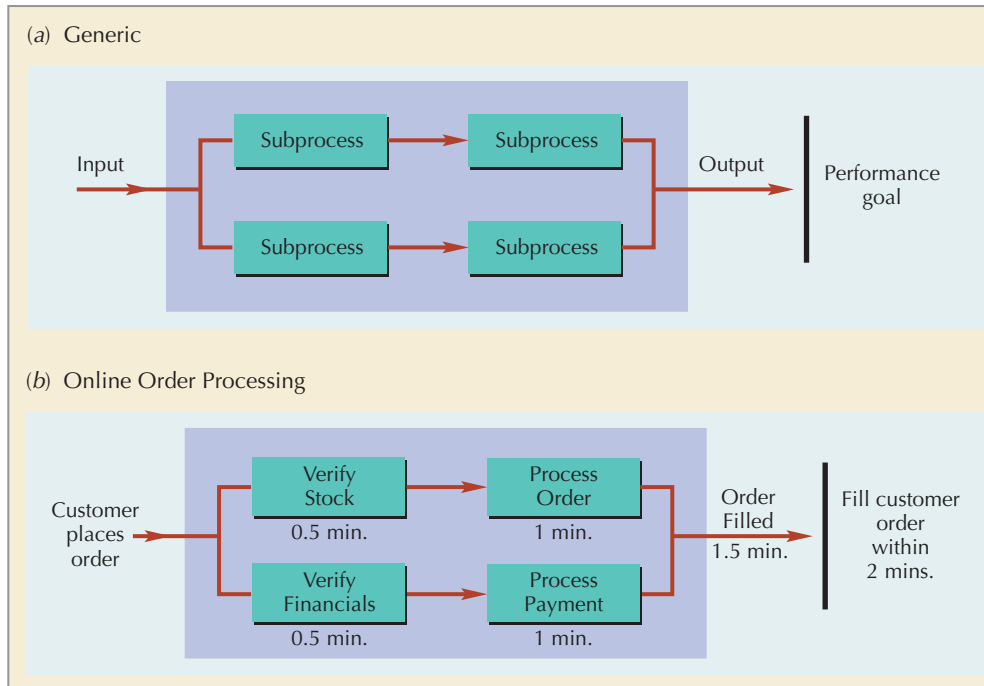 (a) Generic
Subprocess
Subprocess
Input
Output
Performance
goal
Subprocess
Subprocess
(b) Online Order Processing
Verify
Stock
0.5 min.
Process
Order
1 min.
Customer
places
order
Order
Filled
1.5 min.
Fill customer
order
within
2 mins.
Verify
Financials
0.5 min.
Process
Payment
1 min.